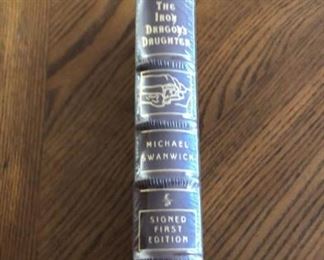 THE
IRON
DRAGON'S
DAUGHTER
MICHAEL
SWANWICK
SIGNED
FIRST
EDITION